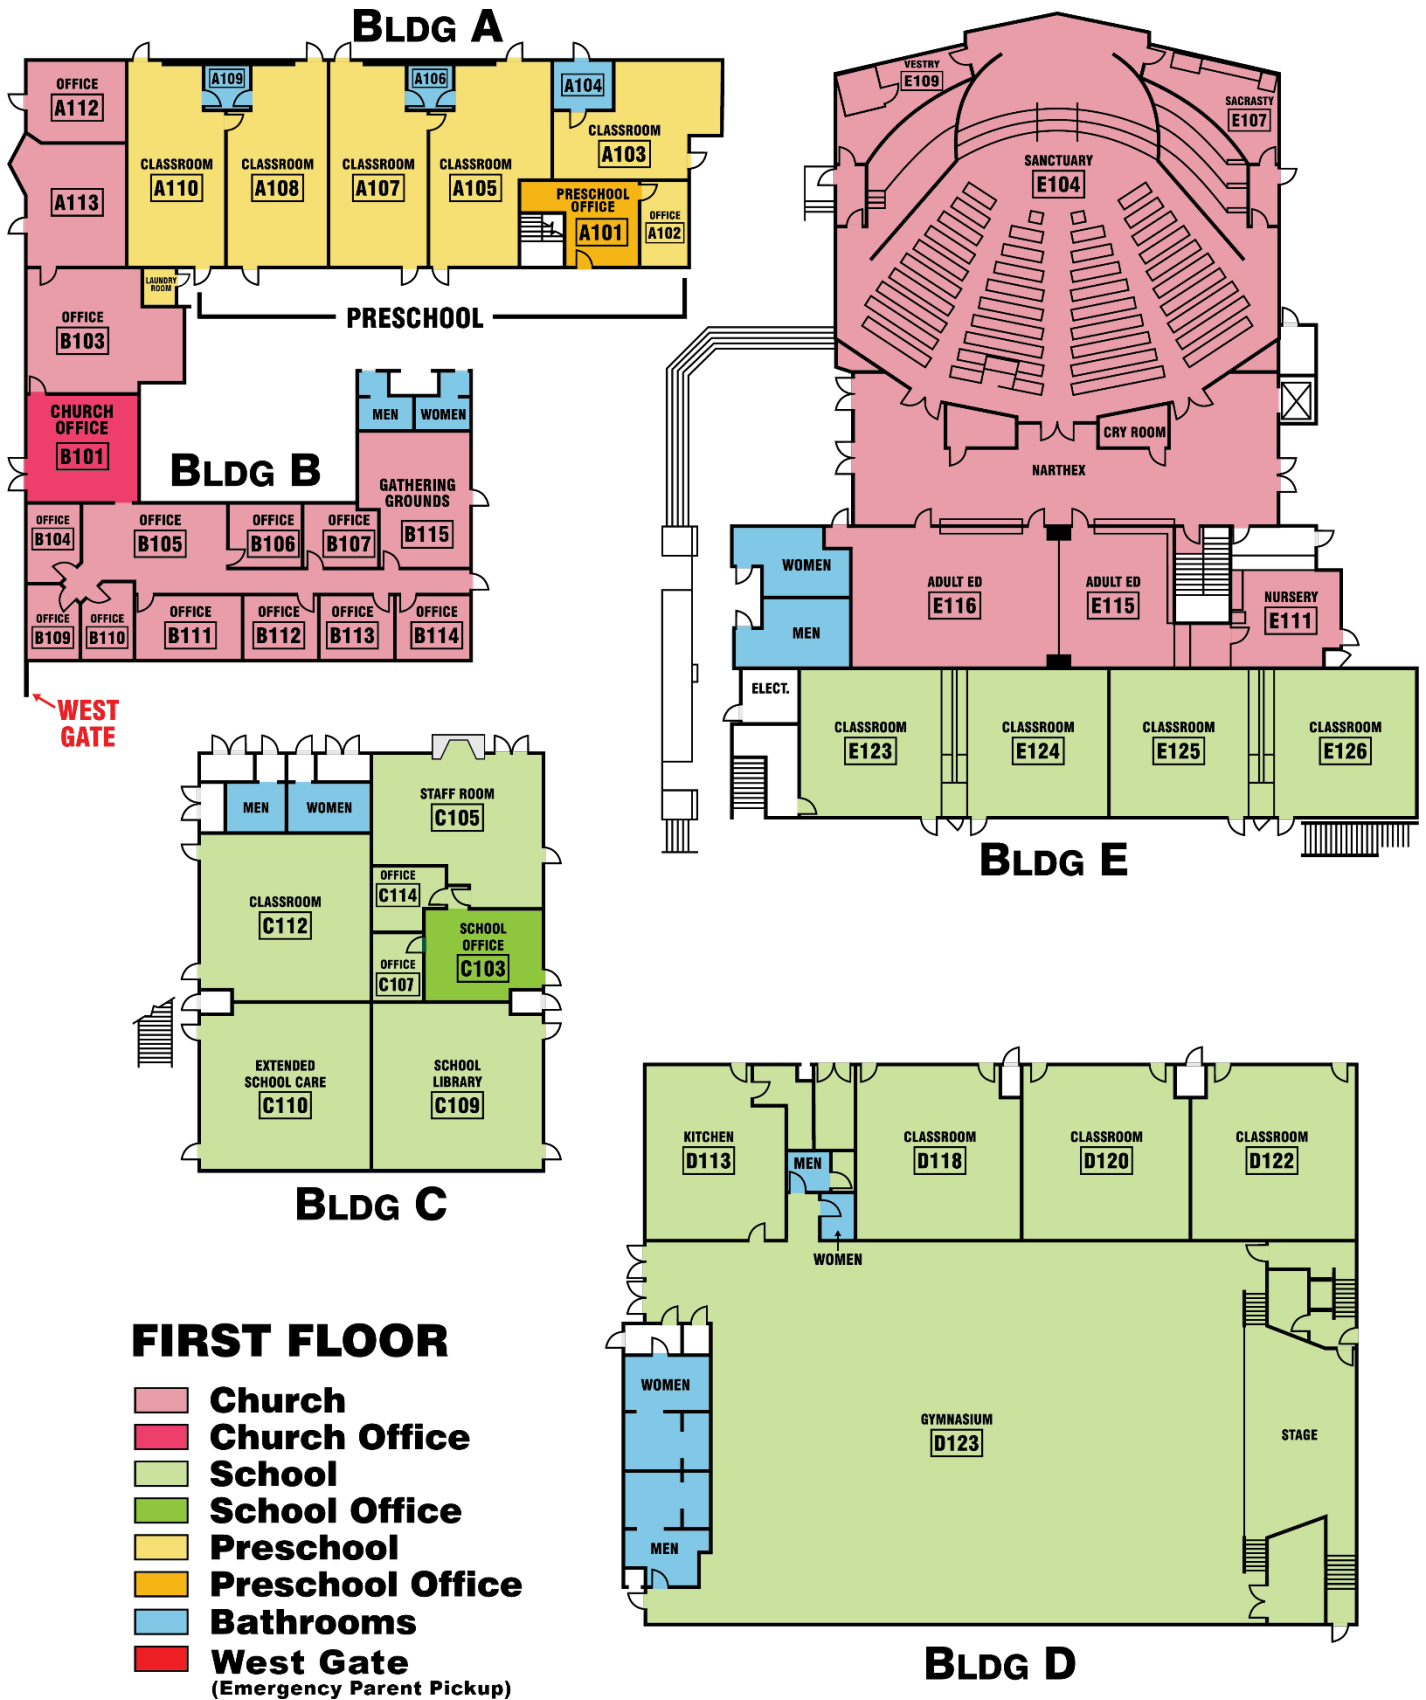 BLDG A
OFFICE
A112
A113
CLASSROOM
A110
A109
CLASSROOM
A108
CLASSROOM
A107
A106
CLASSROOM
A105
A104
CLASSROOM
A103
PRESCHOOL
OFFICE
A101
OFFICE
A102
LAUNDRY
ROOM
PRESCHOOL
OFFICE
B103
CHURCH
OFFICE
B101
BLDG B
MEN
WOMEN
GATHERING
GROUNDS
B115
OFFICE
B104
OFFICE
B105
OFFICE
B106
OFFICE
B107
OFFICE
B109
OFFICE
B110
OFFICE
B111
OFFICE
B112
OFFICE
B113
OFFICE
B114
WEST
GATE
VESTRY
E109
SACRASTY
E107
SANCTUARY
E104
CRY ROOM
NARTHEX
WOMEN
MEN
ADULT ED
E116
ADULT ED
E115
NURSERY
E111
ELECT.
CLASSROOM
E123
CLASSROOM
E124
CLASSROOM
E125
CLASSROOM
E126
BLDG E
MEN
WOMEN
STAFF ROOM
C105
OFFICE
C114
CLASSROOM
C112
SCHOOL
OFFICE
C103
OFFICE
C107
EXTENDED
SCHOOL CARE
C110
SCHOOL
LIBRARY
C109
BLDG C
KITCHEN
D113
MEN
WOMEN
CLASSROOM
D118
CLASSROOM
D120
CLASSROOM
D122
WOMEN
MEN
GYMNASIUM
D123
STAGE
BLDG D
FIRST FLOOR
Church
Church Office
School
School Office
Preschool
Preschool Office
Bathrooms
West Gate
(Emergency Parent Pickup)